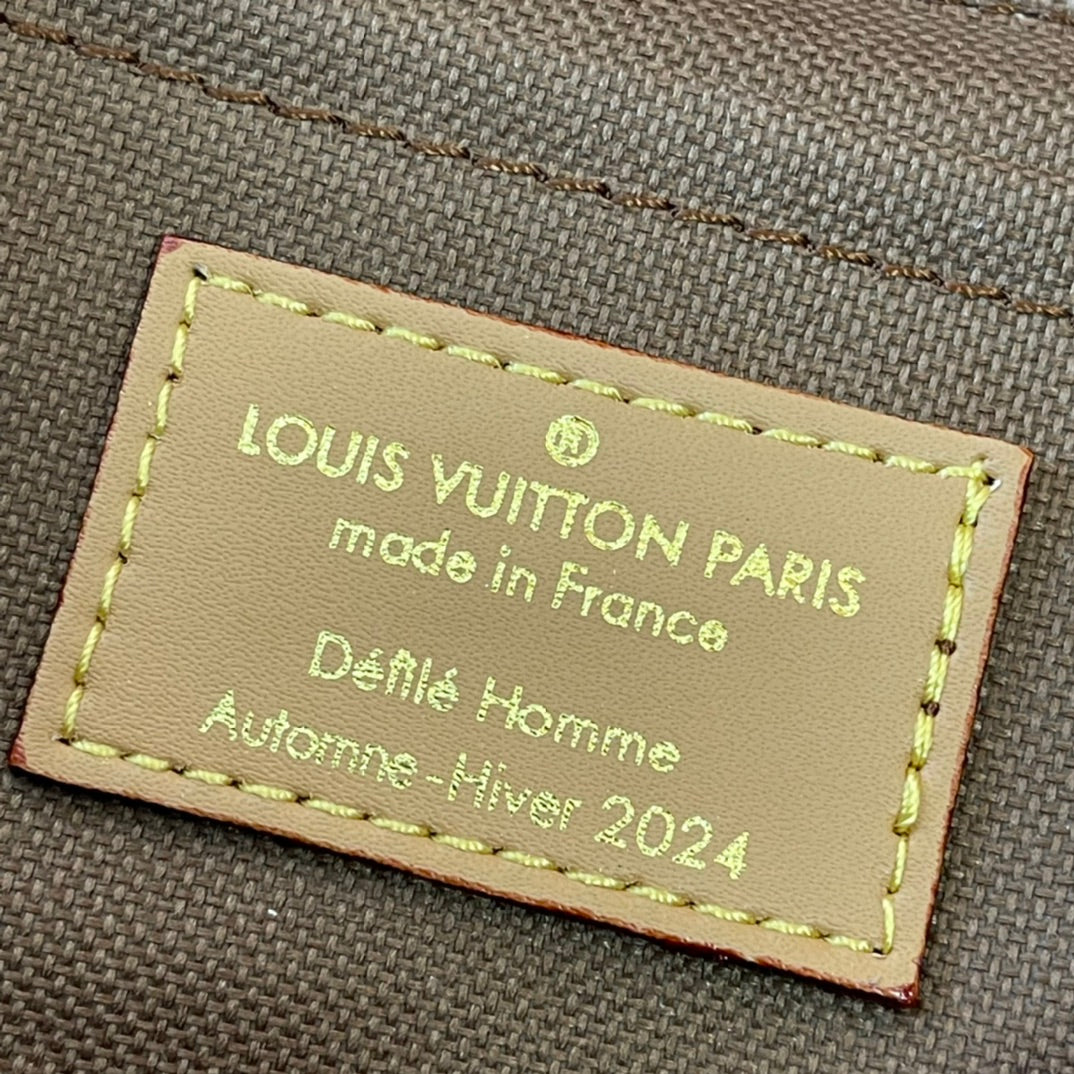 ®
LOUIS VUITTON PARIS
made in France
Défilé Homme
Automne-Hiver 2024